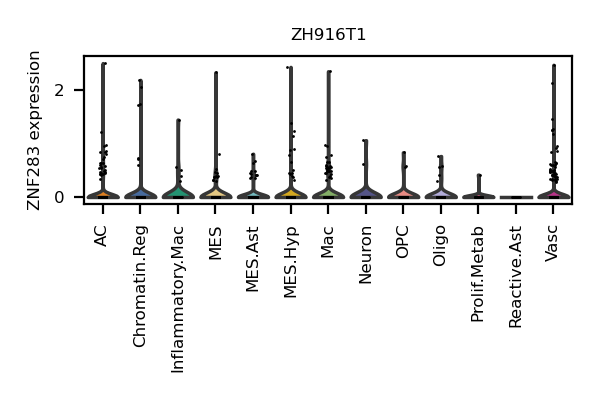 ZH916T1
ZNF283 expression
2
0
AC
Chromatin.Reg
Inflammatory.Mac
MES
MES.Ast
MES.Hyp
Mac
Neuron
OPC
Oligo
Prolif.Metab
Reactive.Ast
Vasc